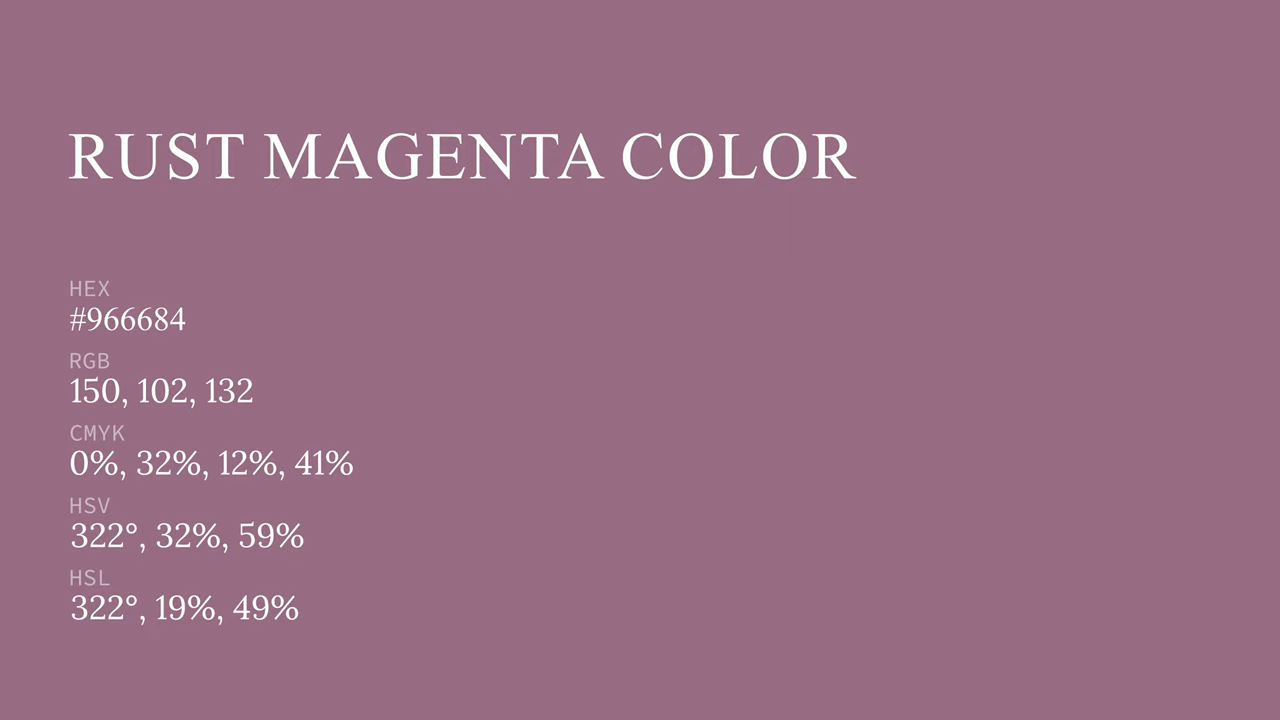 RUST MAGENTA COLOR
HEX
#966684
RGB
150, 102, 132
CMYK
0%, 32%, 12%, 41%
HSV
322°, 32%, 59%
HSL
322°, 19%, 49%